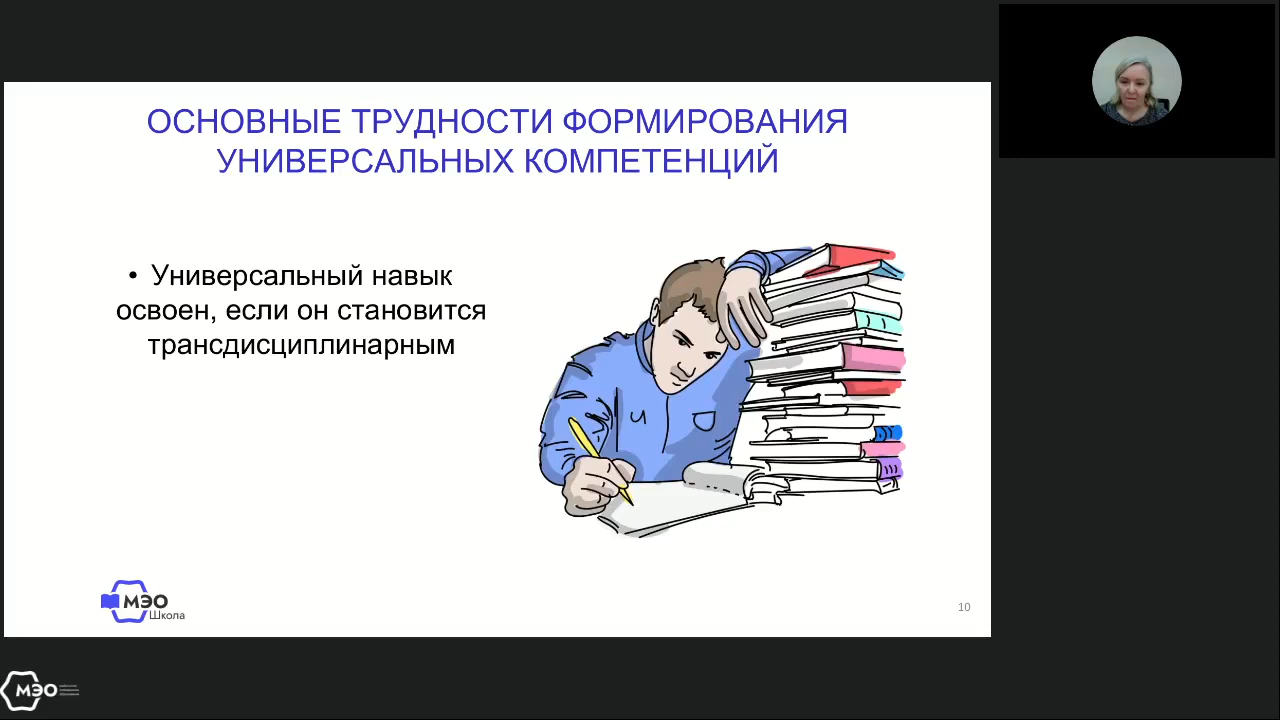 ОСНОВНЫЕ ТРУДНОСТИ ФОРМИРОВАНИЯ
УНИВЕРСАЛЬНЫХ КОМПЕТЕНЦИЙ
• Универсальный навык
освоен, если он становится
трансдисциплинарным
МЭО
Школа
10
МЭО